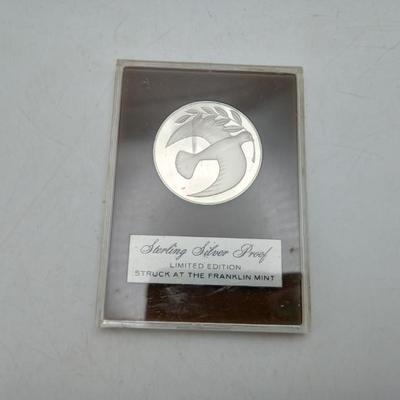 Sterling Silver Proof
LIMITED EDITION
STRUCK AT THE FRANKLIN MINT